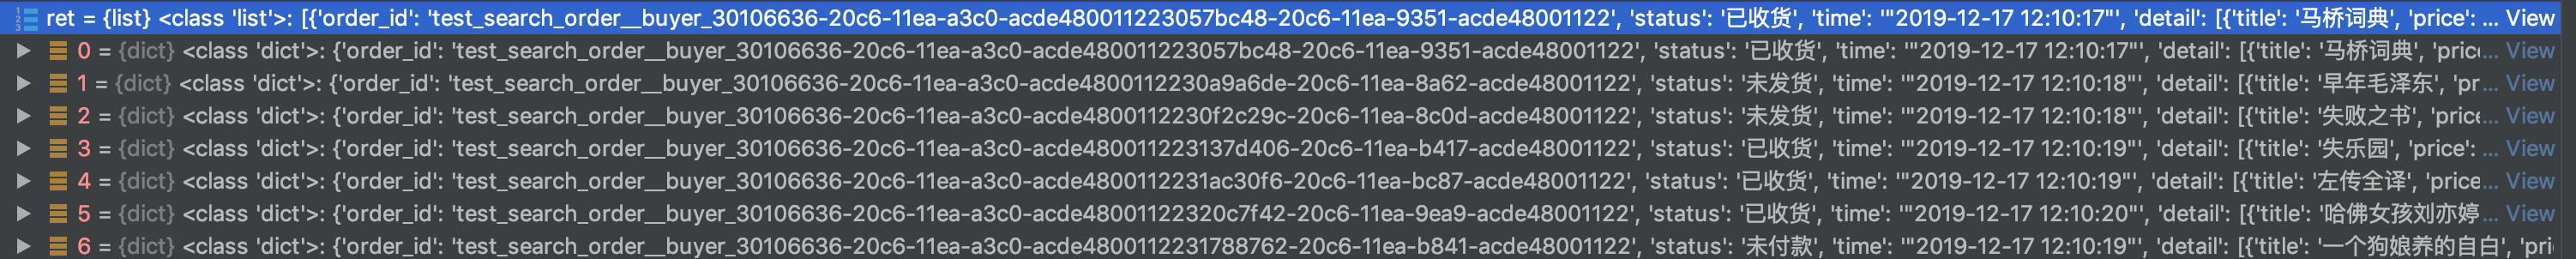 ret = {list} <class 'list'>: [{'order_id': 'test_search_order__buyer_30106636-20c6-11ea-a3c0-acde480011223057bc48-20c6-11ea-9351-acde48001122', 'status': '已收货', 'time': '"2019-12-17 12:10:17"', 'detail': [{'title': '马桥词典', 'price': ... View
0 = {dict} <class 'dict'>: {'order_id': 'test_search_order__buyer_30106636-20c6-11ea-a3c0-acde480011223057bc48-20c6-11ea-9351-acde48001122', 'status': '已收货', 'time': '"2019-12-17 12:10:17"', 'detail': [{'title': '马桥词典', 'pric... View
1 = {dict} <class 'dict'>: {'order_id': 'test_search_order__buyer_30106636-20c6-11ea-a3c0-acde4800112230a9a6de-20c6-11ea-8a62-acde48001122', 'status': '未发货', 'time': '"2019-12-17 12:10:18"', 'detail': [{'title': '早年毛泽东', 'pr... View
2 = {dict} <class 'dict'>: {'order_id': 'test_search_order__buyer_30106636-20c6-11ea-a3c0-acde4800112230f2c29c-20c6-11ea-8c0d-acde48001122', 'status': '未发货', 'time': '"2019-12-17 12:10:18"', 'detail': [{'title': '失败之书', 'price... View
3 = {dict} <class 'dict'>: {'order_id': 'test_search_order__buyer_30106636-20c6-11ea-a3c0-acde480011223137d406-20c6-11ea-b417-acde48001122', 'status': '已收货', 'time': '"2019-12-17 12:10:19"', 'detail': [{'title': '失乐园', 'price': ... View
4 = {dict} <class 'dict'>: {'order_id': 'test_search_order__buyer_30106636-20c6-11ea-a3c0-acde4800112231ac30f6-20c6-11ea-bc87-acde48001122', 'status': '已收货', 'time': '"2019-12-17 12:10:19"', 'detail': [{'title': '左传全译', 'price... View
5 = {dict} <class 'dict'>: {'order_id': 'test_search_order__buyer_30106636-20c6-11ea-a3c0-acde48001122320c7f42-20c6-11ea-9ea9-acde48001122', 'status': '已收货', 'time': '"2019-12-17 12:10:20"', 'detail': [{'title': '哈佛女孩刘亦婷... View
6 = {dict} <class 'dict'>: {'order_id': 'test_search_order__buyer_30106636-20c6-11ea-a3c0-acde4800112231788762-20c6-11ea-b841-acde48001122', 'status': '未付款', 'time': '"2019-12-17 12:10:19"', 'detail': [{'title': '一个狗娘养的自白', 'pri... View